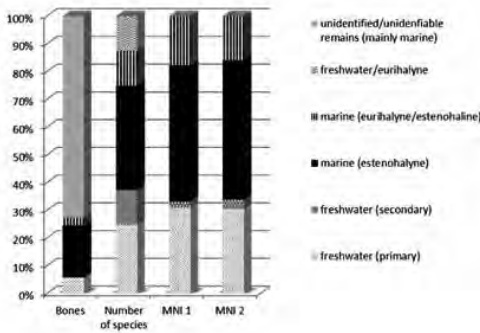 100%
90%
80%
70%
60%
50%
40%
30%
20%
10%
0%
Bones
Number
of species
MNI 1
MNI 2
unidentified/unidenfiable
remains (mainly marine)
freshwater/eurihalyne
marine (eurihalyne/estenohaline)
marine (estenohalyne)
freshwater (secondary)
freshwater (primary)